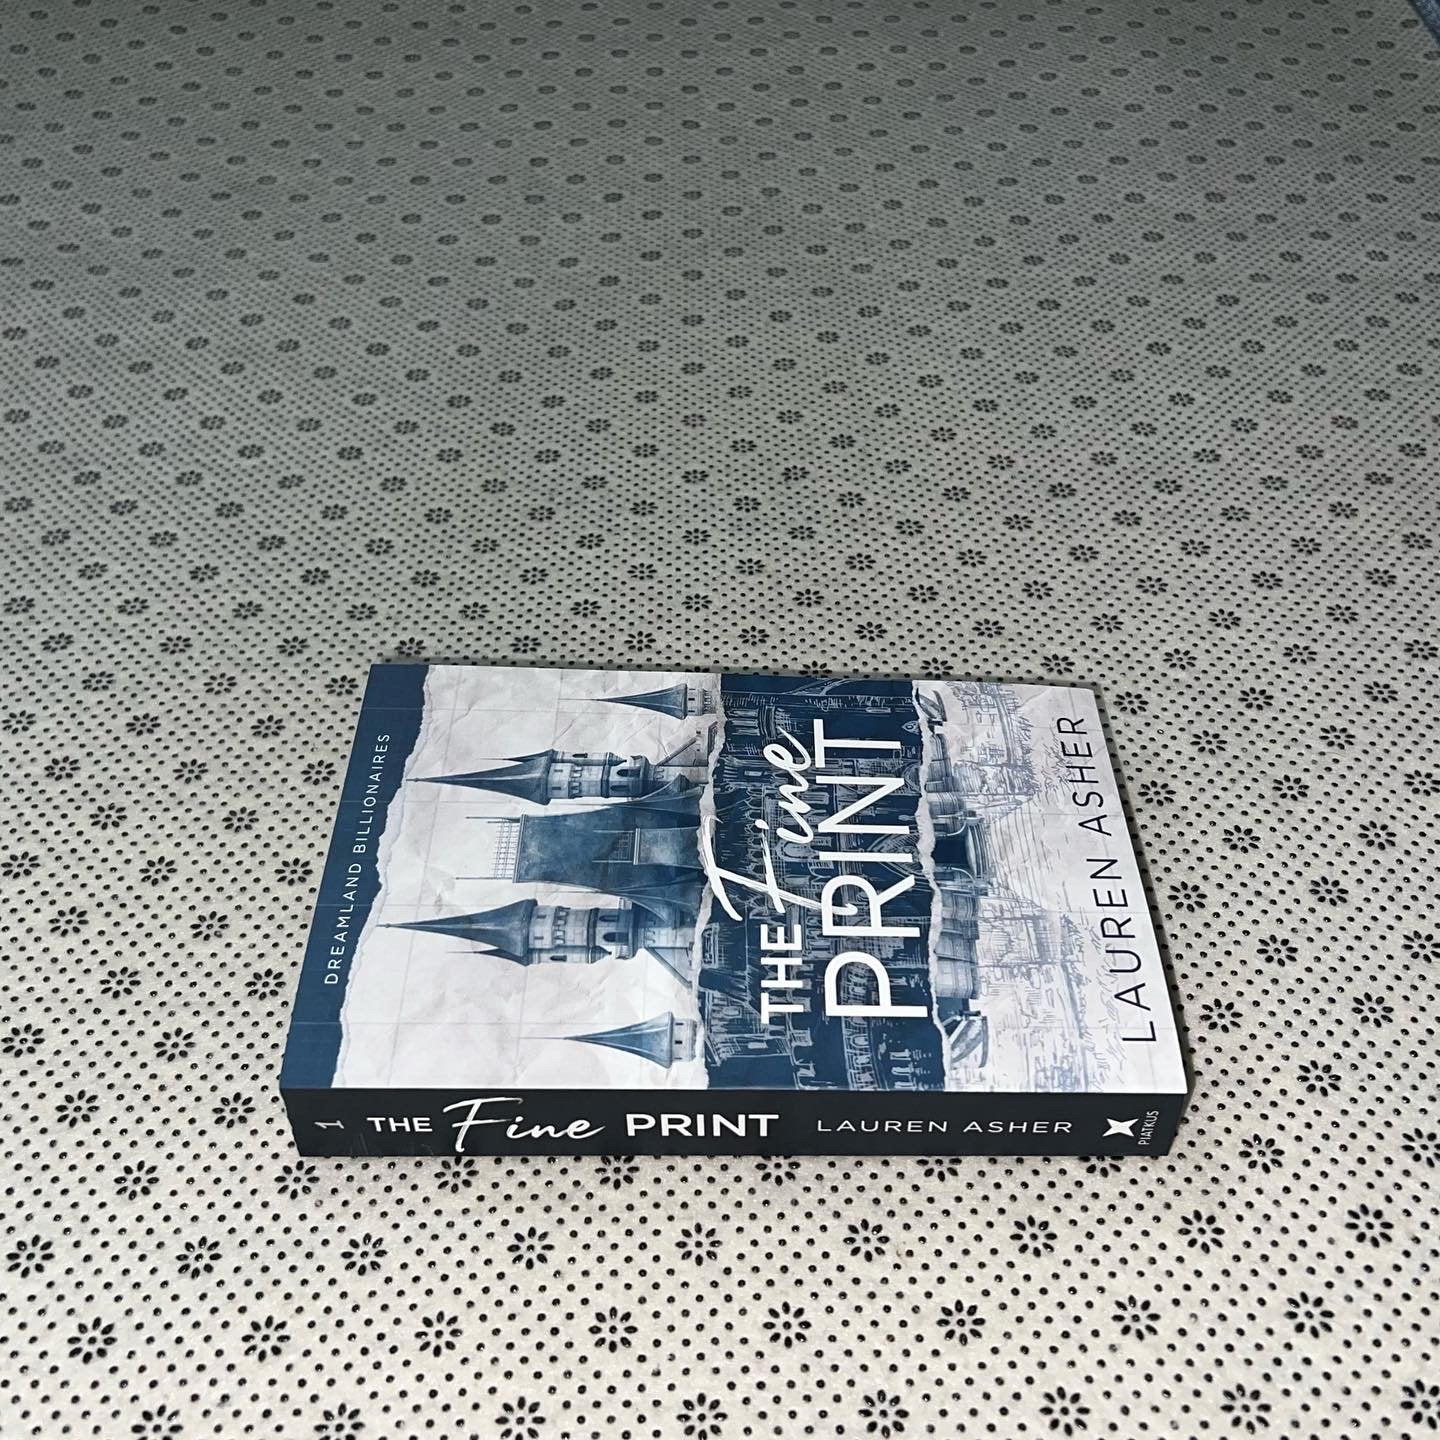 DREAMLAND BILLIONAIRES
THE Fine
PRINT
LAUREN ASHER
1 THE Fine PRINT LAUREN ASHER PIATKUS